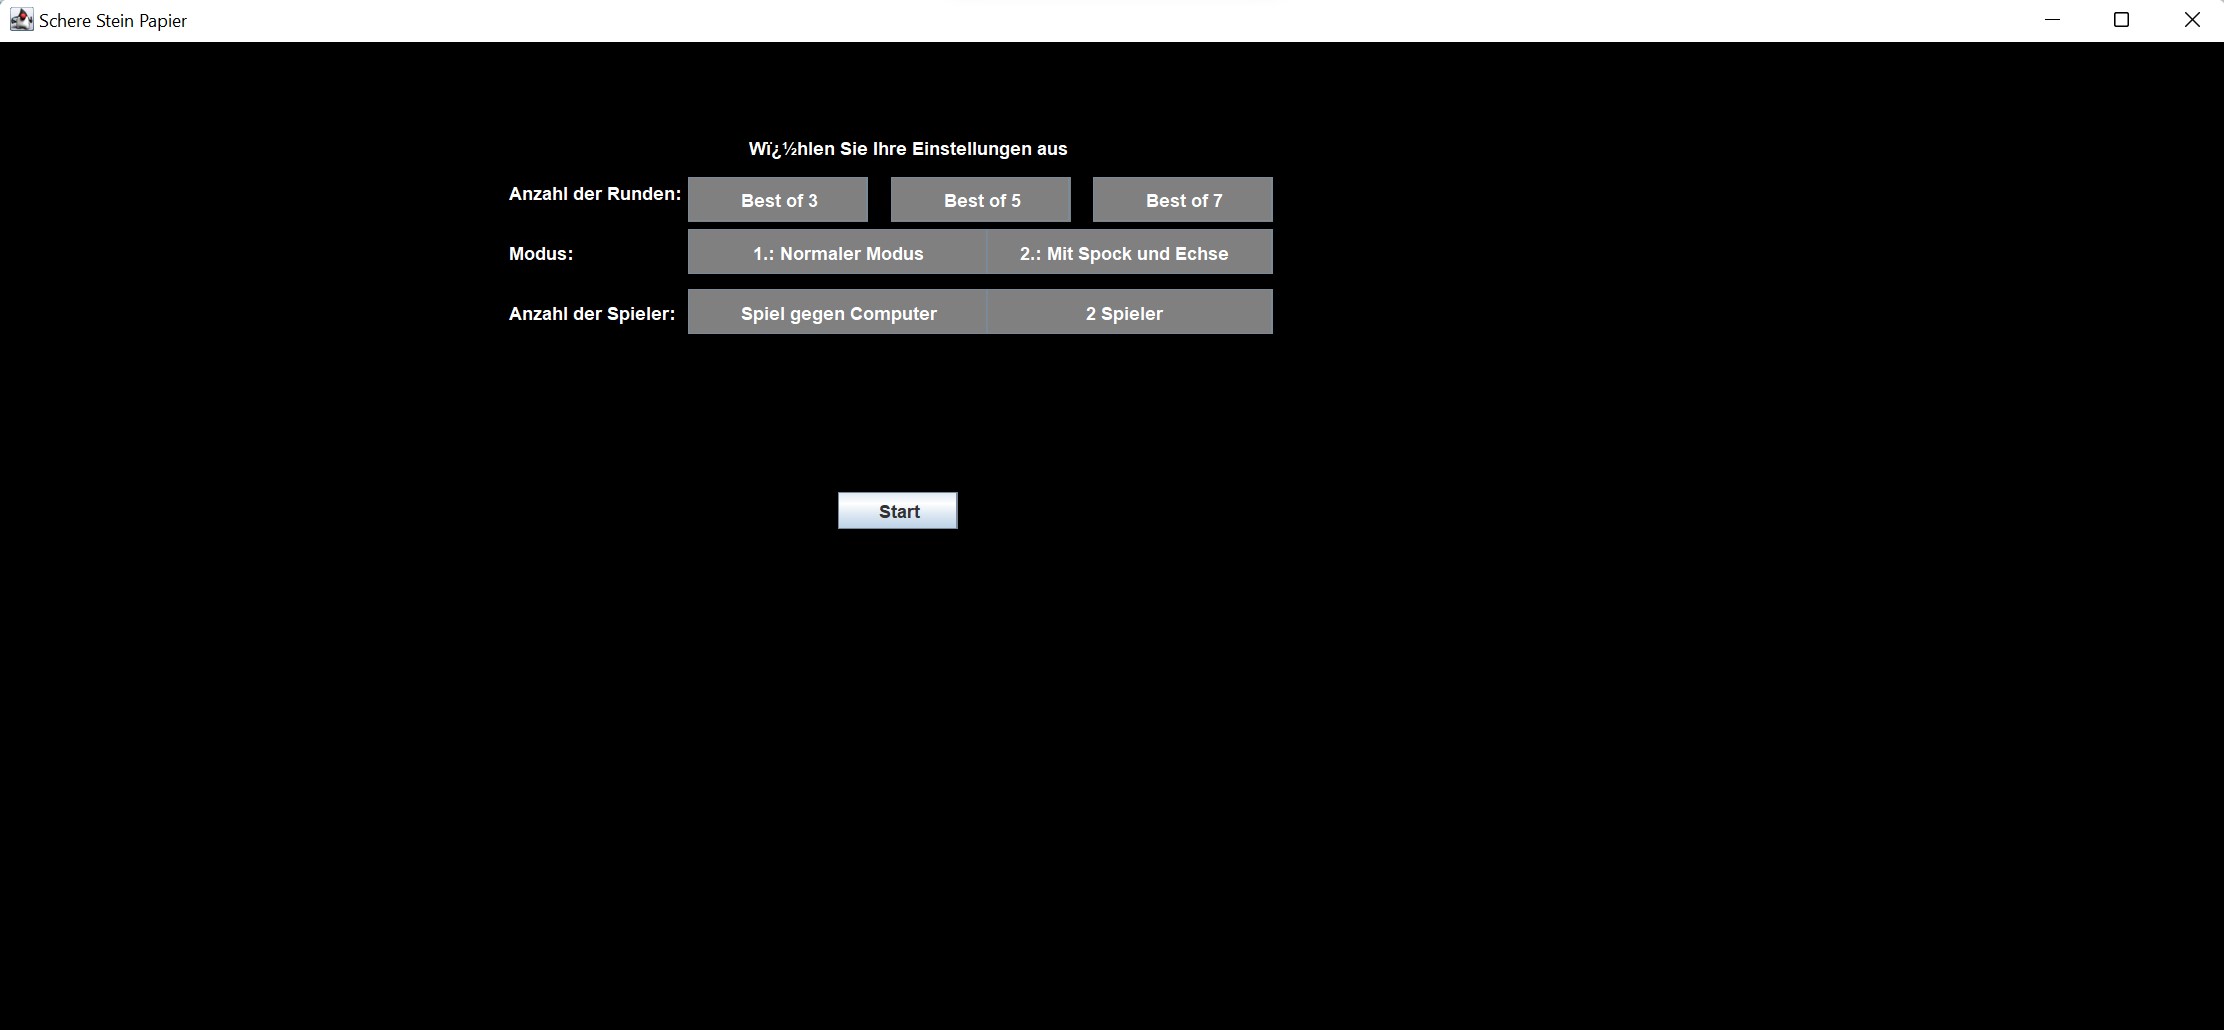 Schere Stein Papier
Wï¿½hlen Sie Ihre Einstellungen aus
Anzahl der Runden: Best of 3 Best of 5 Best of 7
Modus: 1.: Normaler Modus 2.: Mit Spock und Echse
Anzahl der Spieler: Spiel gegen Computer 2 Spieler
Start